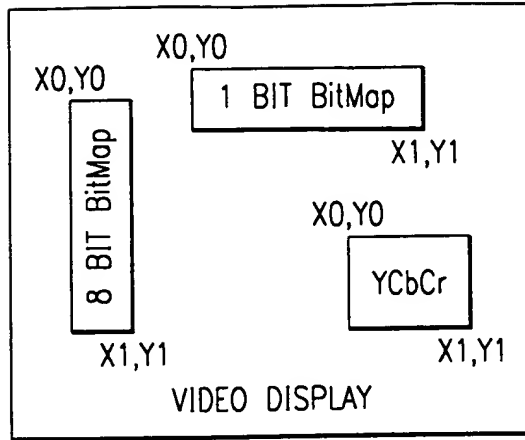 X0,Y0
1 BIT BitMap
X1,Y1
X0,Y0
8 BIT BitMap
X1,Y1
X0,Y0
YCbCr
X1,Y1
VIDEO DISPLAY